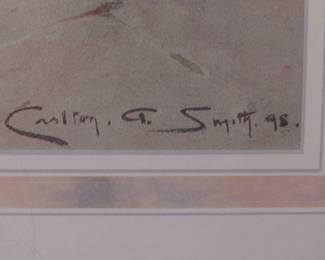 Carlton. A. Smith. 98.